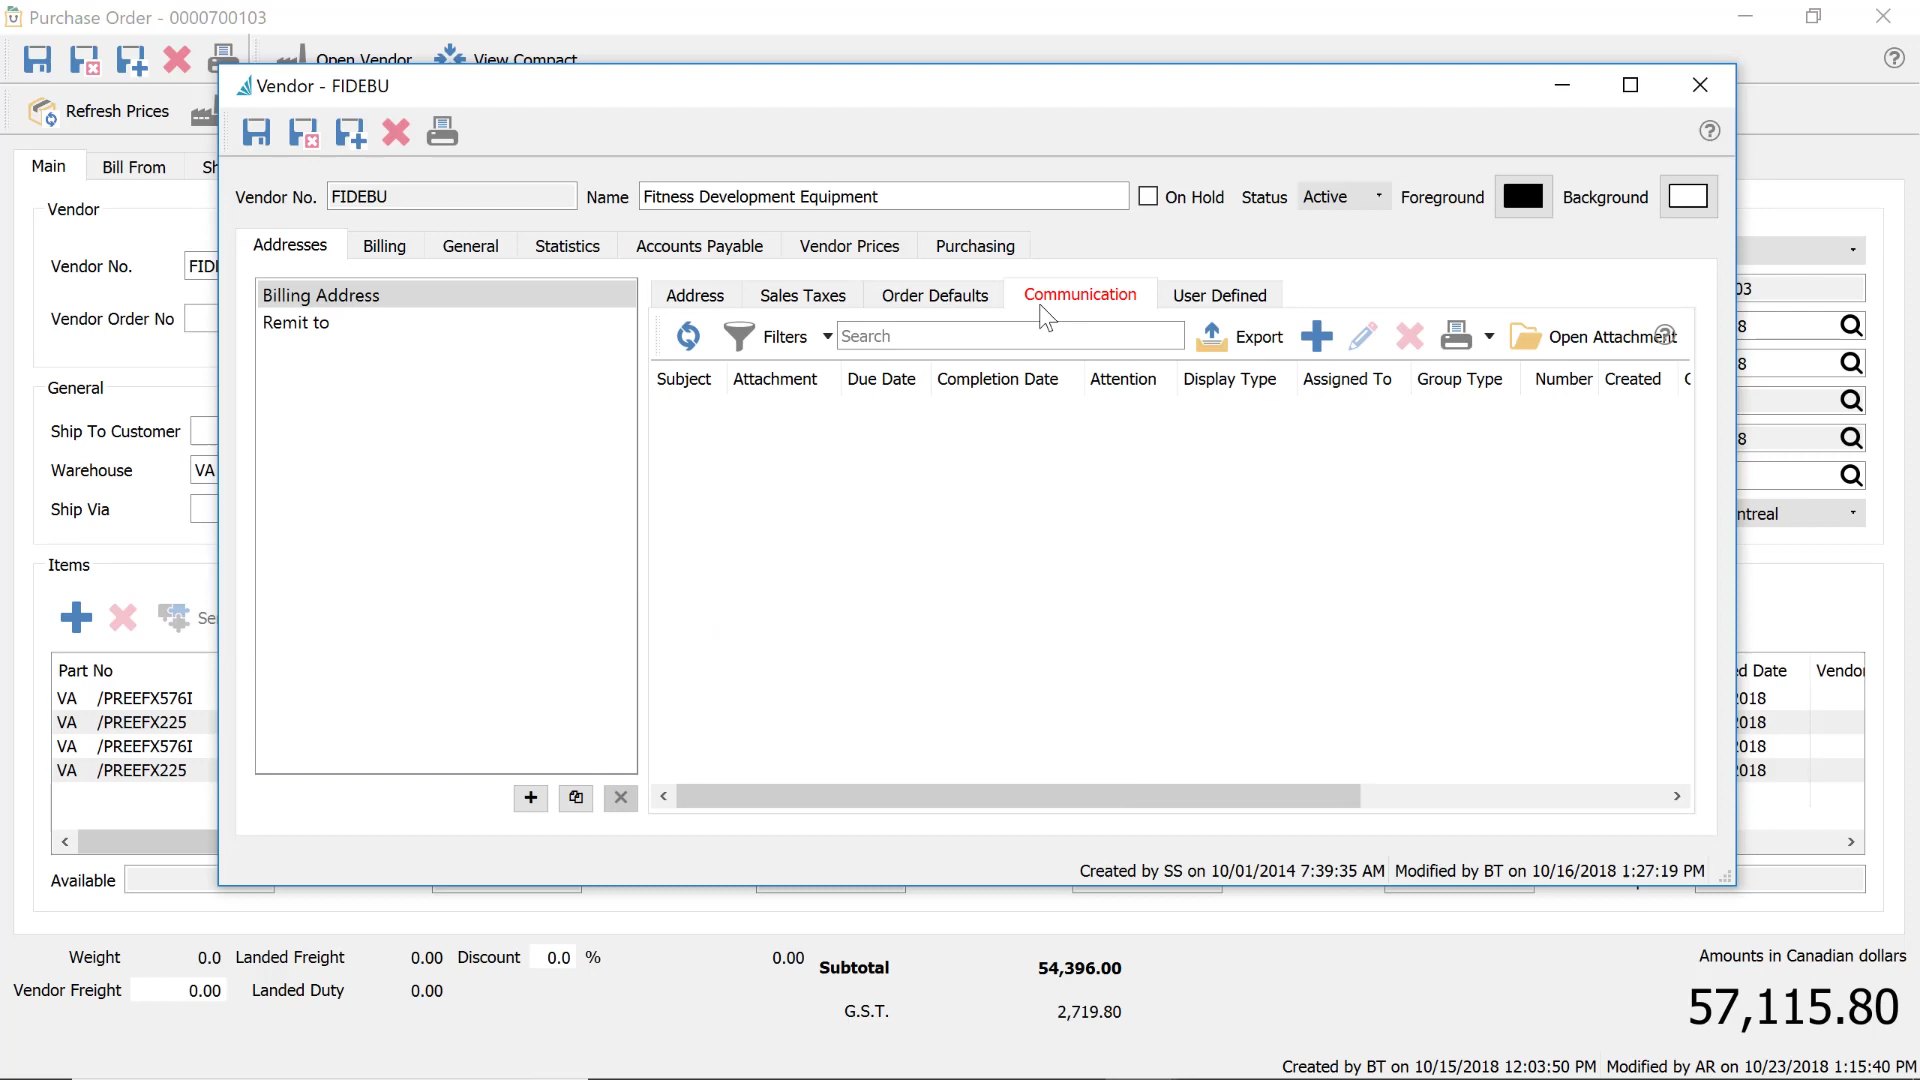 Purchase Order - 0000700103
Open Vendor View Compact
Refresh Prices
Main Bill From
Vendor
Vendor No. FIDE
Vendor Order No
General
Ship To Customer
Warehouse VA
Ship Via
Items
Part No
VA /PREEFX576I
VA /PREEFX225
VA /PREEFX576I
VA /PREEFX225
Available
Vendor - FIDEBU
Vendor No. FIDEBU Name Fitness Development Equipment On Hold Status Active Foreground Background
Addresses Billing General Statistics Accounts Payable Vendor Prices Purchasing
Billing Address
Remit to
Address Sales Taxes Order Defaults Communication User Defined
Filters Search Export Open Attachment
Subject Attachment Due Date Completion Date Attention Display Type Assigned To Group Type Number Created
Created by SS on 10/01/2014 7:39:35 AM Modified by BT on 10/16/2018 1:27:19 PM
03
8
8
8
ntreal
d Date Vendor
2018
2018
2018
2018
Weight 0.0 Landed Freight 0.00 Discount 0.0 % 0.00 Subtotal 54,396.00
Vendor Freight 0.00 Landed Duty 0.00 G.S.T. 2,719.80
Amounts in Canadian dollars
57,115.80
Created by BT on 10/15/2018 12:03:50 PM Modified by AR on 10/23/2018 1:15:40 PM